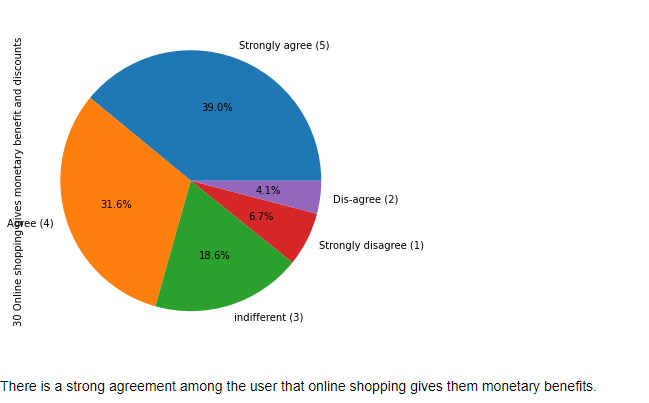 Strongly agree (5)
39.0%
30 Online shopping gives monetary benefit and discounts
31.6%
Agree (4)
4.1%
Dis-agree (2)
6.7%
Strongly disagree (1)
18.6%
indifferent (3)
There is a strong agreement among the user that online shopping gives them monetary benefits.